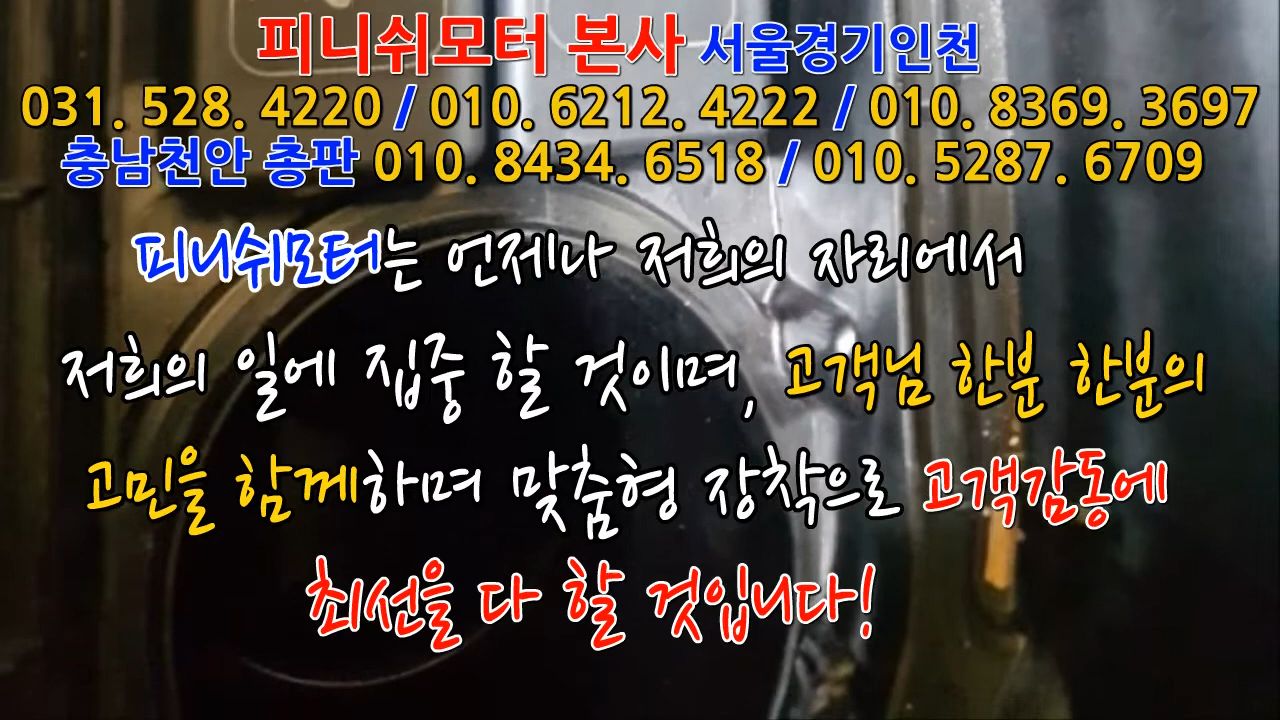 피니쉬모터 본사 서울경기인천
031. 528. 4220 / 010. 6212. 4222 / 010. 8369. 3697
충남천안 총판 010. 8434. 6518 / 010. 5287. 6709
피니쉬모터는 언제나 저희의 자리에서
저희의 일에 집중 할 것이며, 고객님 한분 한분의
고민을 함께하며 맞춤형 장착으로 고객감동에
최선을 다 할 것입니다!